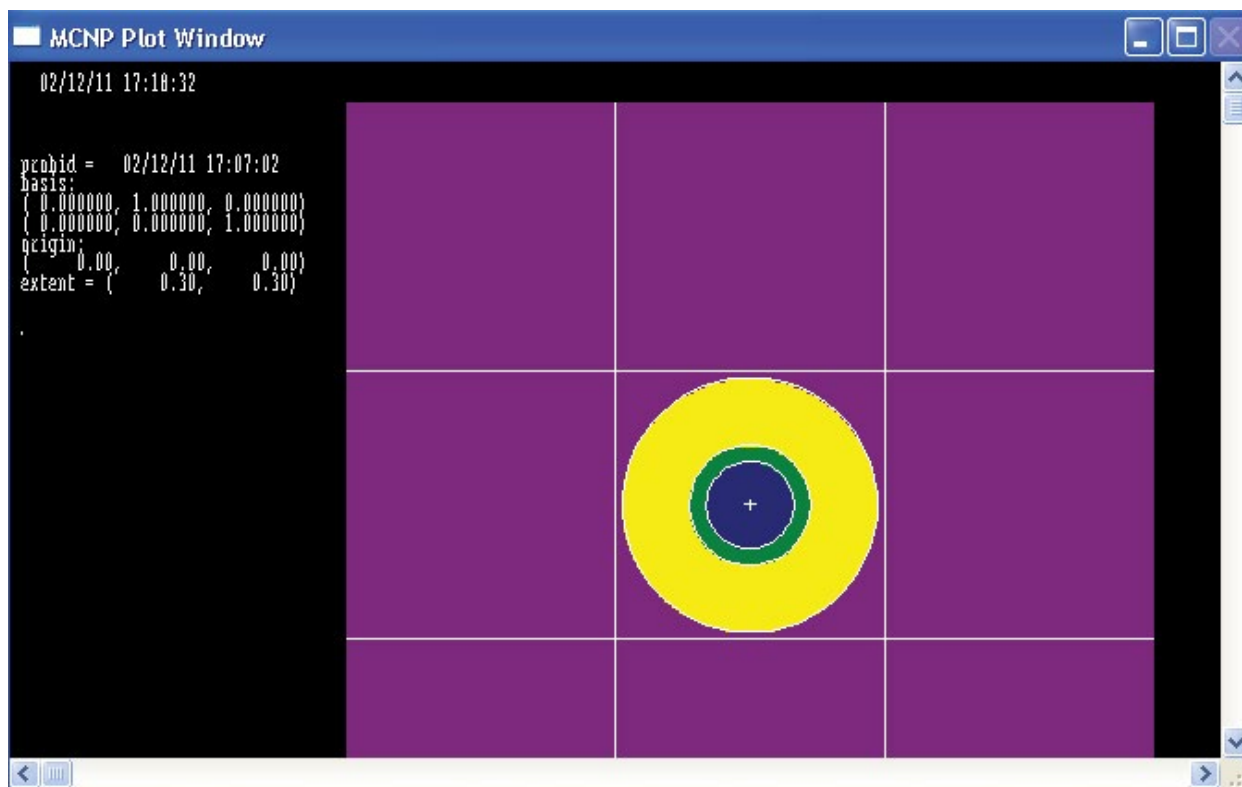 MCNP Plot Window
02/12/11 17:18:32
probid = 02/12/11 17:07:02
basis:
( 0.000000, 1.000000, 0.000000)
( 0.000000, 0.000000, 1.000000)
origin:
( 0.00, 0.00, 0.00)
extent = ( 0.30, 0.30)